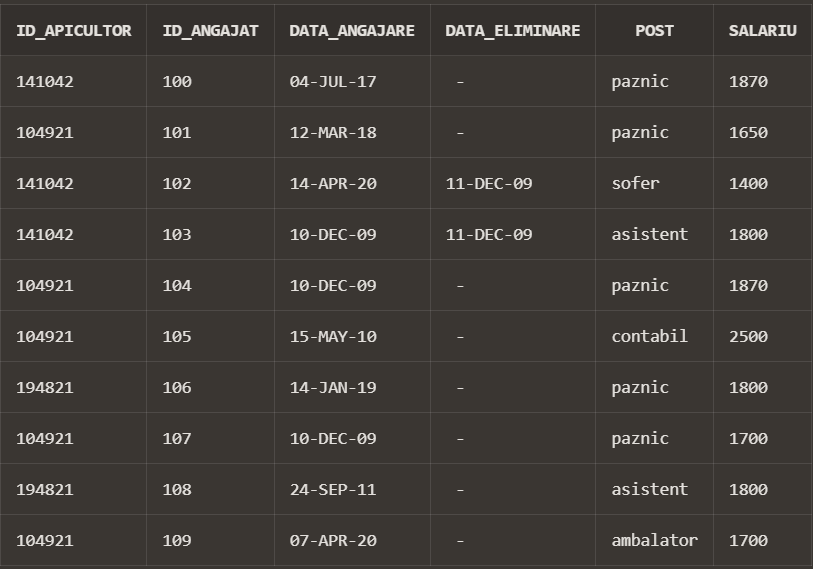 ID_APICULTOR ID_ANGAJAT DATA_ANGAJARE DATA_ELIMINARE POST SALARIU
141042 100 04-JUL-17 - paznic 1870
104921 101 12-MAR-18 - paznic 1650
141042 102 14-APR-20 11-DEC-09 sofer 1400
141042 103 10-DEC-09 11-DEC-09 asistent 1800
104921 104 10-DEC-09 - paznic 1870
104921 105 15-MAY-10 - contabil 2500
194821 106 14-JAN-19 - paznic 1800
104921 107 10-DEC-09 - paznic 1700
194821 108 24-SEP-11 - asistent 1800
104921 109 07-APR-20 - ambalator 1700